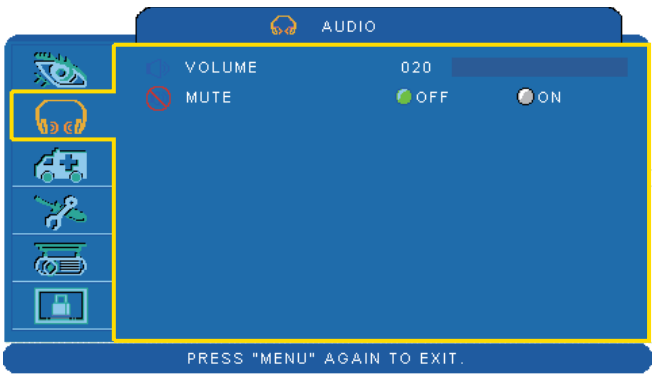 AUDIO
VOLUME 020
MUTE OFF ON
PRESS "MENU" AGAIN TO EXIT.